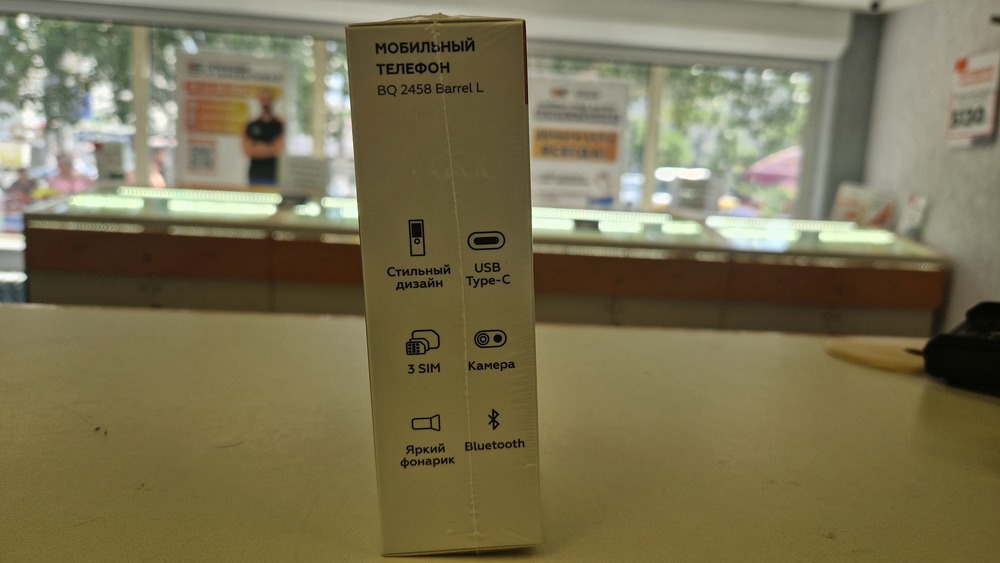 МОБИЛЬНЫЙ
ТЕЛЕФОН
BQ 2458 Barrel L
Стильный
дизайн
USB
Type-C
3 SIM
Камера
Яркий
фонарик
Bluetooth